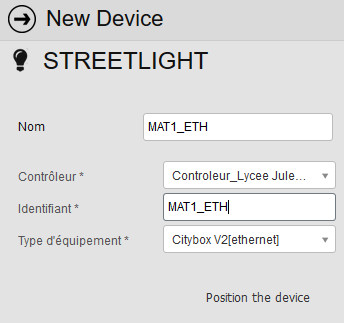 New Device
STREETLIGHT
Nom MAT1_ETH
Contrôleur * Controleur_Lycee Jule...
Identifiant * MAT1_ETH
Type d'équipement * Citybox V2[ethernet]
Position the device